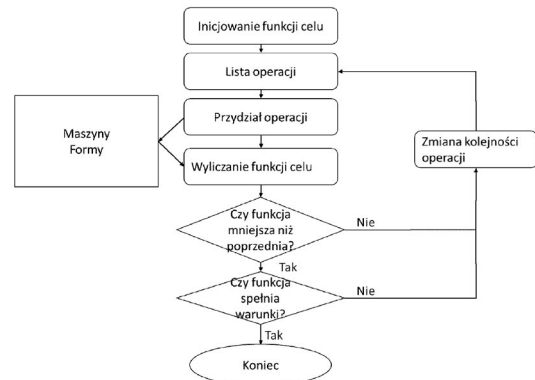 Inicjowanie funkcji celu
Lista operacji
Przydział operacji
Maszyny
Formy
Wyliczanie funkcji celu
Zmiana kolejności
operacji
Czy funkcja
mniejsza niż
poprzednia?
Nie
Tak
Czy funkcja
spełnia
warunki?
Nie
Tak
Koniec